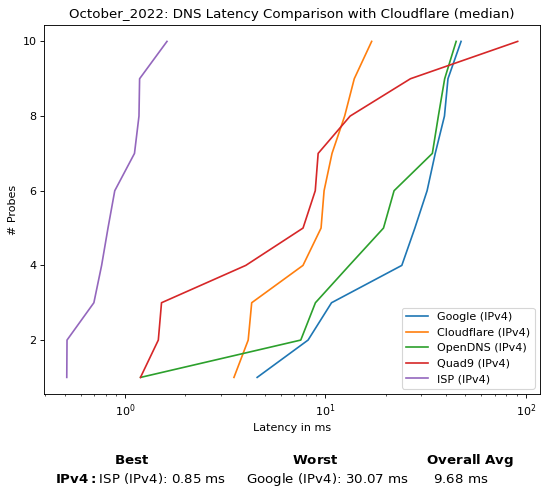 October_2022: DNS Latency Comparison with Cloudflare (median)
# Probes
10
8
6
4
2
Google (IPv4)
Cloudflare (IPv4)
OpenDNS (IPv4)
Quad9 (IPv4)
ISP (IPv4)
10⁰ 10¹ 10²
Latency in ms
Best Worst Overall Avg
IPv4: ISP (IPv4): 0.85 ms Google (IPv4): 30.07 ms 9.68 ms